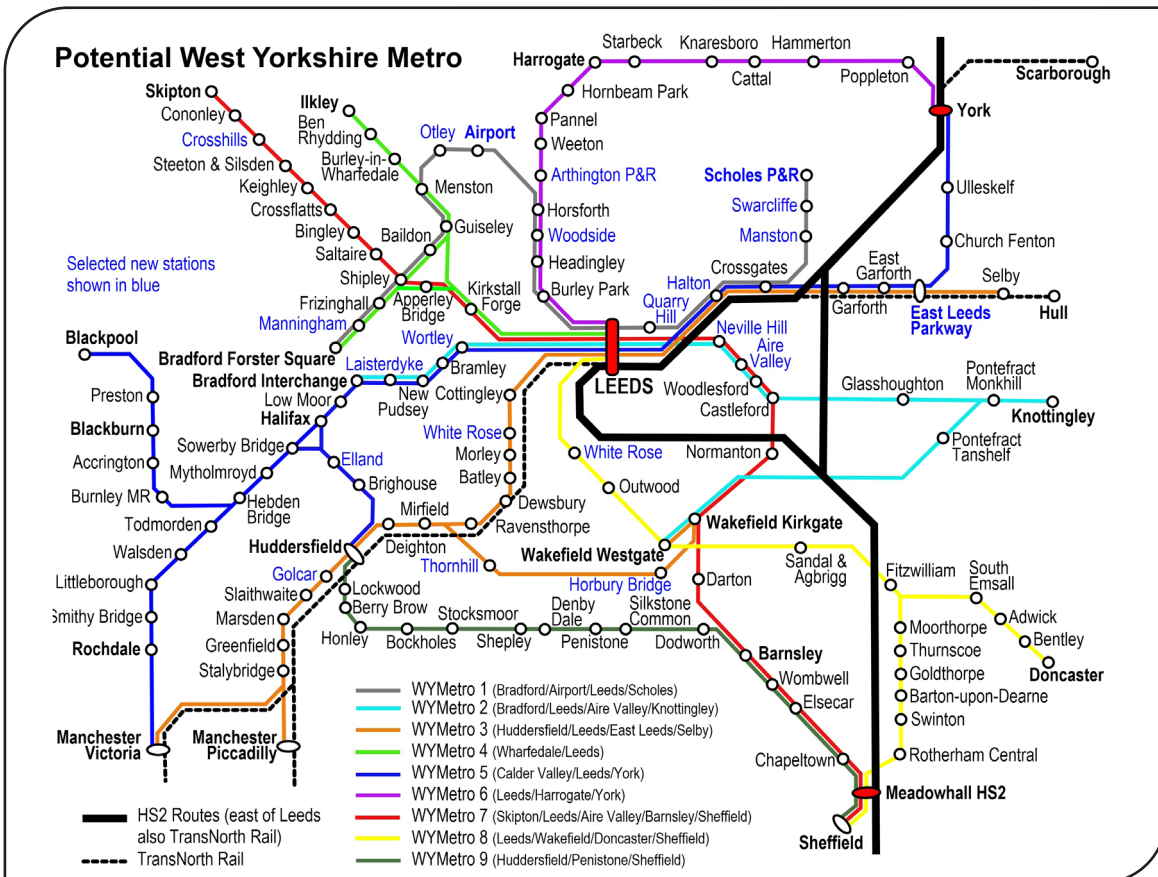 Potential West Yorkshire Metro
Skipton
Cononley
Crosshills
Steeton & Silsden
Keighley
Crossflatts
Bingley
Saltaire
Shipley
Frizinghall
Manningham
Bradford Forster Square
Ilkley
Ben
Rhydding
Burley-in-
Wharfedale
Menston
Guiseley
Baildon
Apperley
Bridge
Kirkstall
Forge
Otley
Airport
Harrogate
Starbeck
Knaresboro
Cattal
Hammerton
Poppleton
Scarborough
York
Hornbeam Park
Pannel
Weeton
Arthington P&R
Horsforth
Woodside
Headingley
Burley Park
Scholes P&R
Swarcliffe
Manston
Crossgates
Halton
Quarry
Hill
Ulleskelf
Church Fenton
East
Garforth
Garforth
Selby
East Leeds
Parkway
Hull
Selected new stations
shown in blue
Blackpool
Preston
Blackburn
Accrington
Burnley MR
Todmorden
Walsden
Littleborough
Smithy Bridge
Rochdale
Manchester
Victoria
Manchester
Piccadilly
Bradford Interchange
Laisterdyke
Wortley
Bramley
New
Pudsey
Low Moor
Halifax
Sowerby Bridge
Mytholmroyd
Hebden
Bridge
Elland
Brighouse
Huddersfield
LEEDS
Cottingley
White Rose
Morley
Batley
Dewsbury
Ravensthorpe
Mirfield
Deighton
Thornhill
Horbury Bridge
Golcar
Slaithwaite
Marsden
Greenfield
Stalybridge
Neville Hill
Aire
Valley
Woodlesford
Castleford
Normanton
Glasshoughton
Pontefract
Monkhill
Knottingley
Pontefract
Tanshelf
White Rose
Outwood
Wakefield Kirkgate
Wakefield Westgate
Sandal &
Agbrigg
Fitzwilliam
South
Emsall
Adwick
Bentley
Doncaster
Moorthorpe
Thurnscoe
Goldthorpe
Barton-upon-Dearne
Swinton
Rotherham Central
Meadowhall HS2
Sheffield
Darton
Lockwood
Berry Brow
Honley
Bockholes
Stocksmoor
Shepley
Denby
Dale
Penistone
Silkstone
Common
Dodworth
Barnsley
Wombwell
Elsecar
Chapeltown
WYMetro 1 (Bradford/Airport/Leeds/Scholes)
WYMetro 2 (Bradford/Leeds/Aire Valley/Knottingley)
WYMetro 3 (Huddersfield/Leeds/East Leeds/Selby)
WYMetro 4 (Wharfedale/Leeds)
WYMetro 5 (Calder Valley/Leeds/York)
WYMetro 6 (Leeds/Harrogate/York)
WYMetro 7 (Skipton/Leeds/Aire Valley/Barnsley/Sheffield)
WYMetro 8 (Leeds/Wakefield/Doncaster/Sheffield)
WYMetro 9 (Huddersfield/Penistone/Sheffield)
HS2 Routes (east of Leeds
also TransNorth Rail)
TransNorth Rail